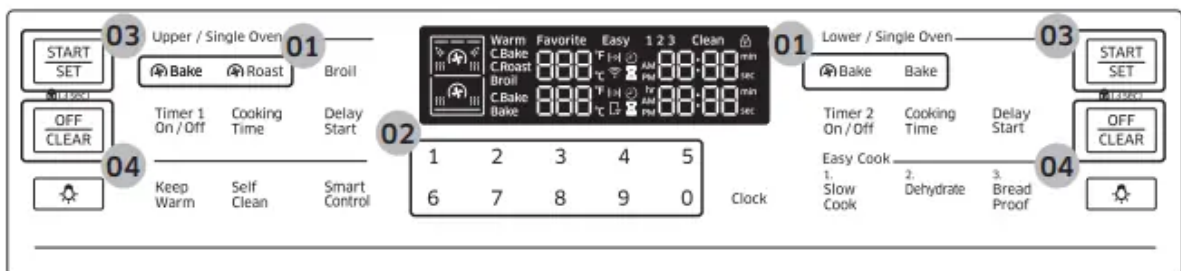 03 Upper / Single Oven 01
START
SET
Bake Roast Broil
(3 sec)
OFF
CLEAR
Timer 1 On / Off
Cooking Time
Delay Start
04
Keep Warm
Self Clean
Smart Control
Warm Favorite Easy 1 2 3 Clean
C.Bake
C.Roast
Broil
C.Bake
Bake
888 °F °C AM PM 88:88 min sec
888 °F °C hr AM PM 88:88 min sec
02
1 2 3 4 5
6 7 8 9 0
Clock
01 Lower / Single Oven 03
Bake Bake
START
SET
(3 sec)
OFF
CLEAR
Timer 2 On / Off
Cooking Time
Delay Start
Easy Cook 04
1. Slow Cook
2. Dehydrate
3. Bread Proof